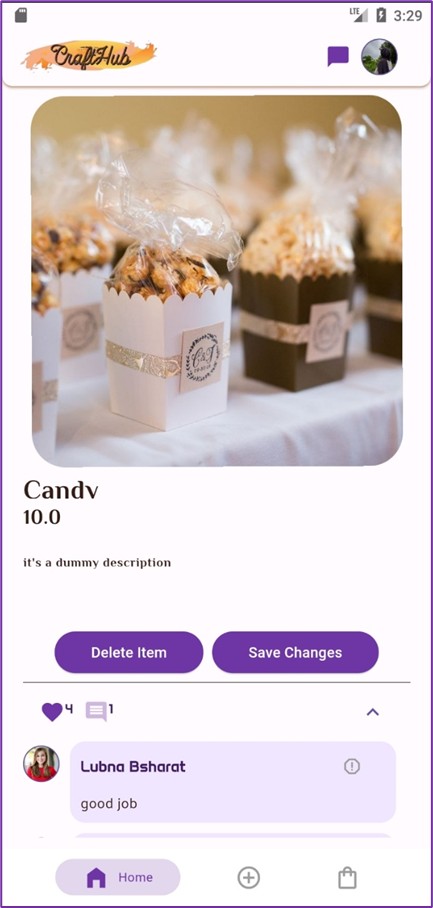 LTE
3:29
CraftHub
Candy
10.0
it's a dummy description
Delete Item
Save Changes
4
1
Lubna Bsharat
good job
Home